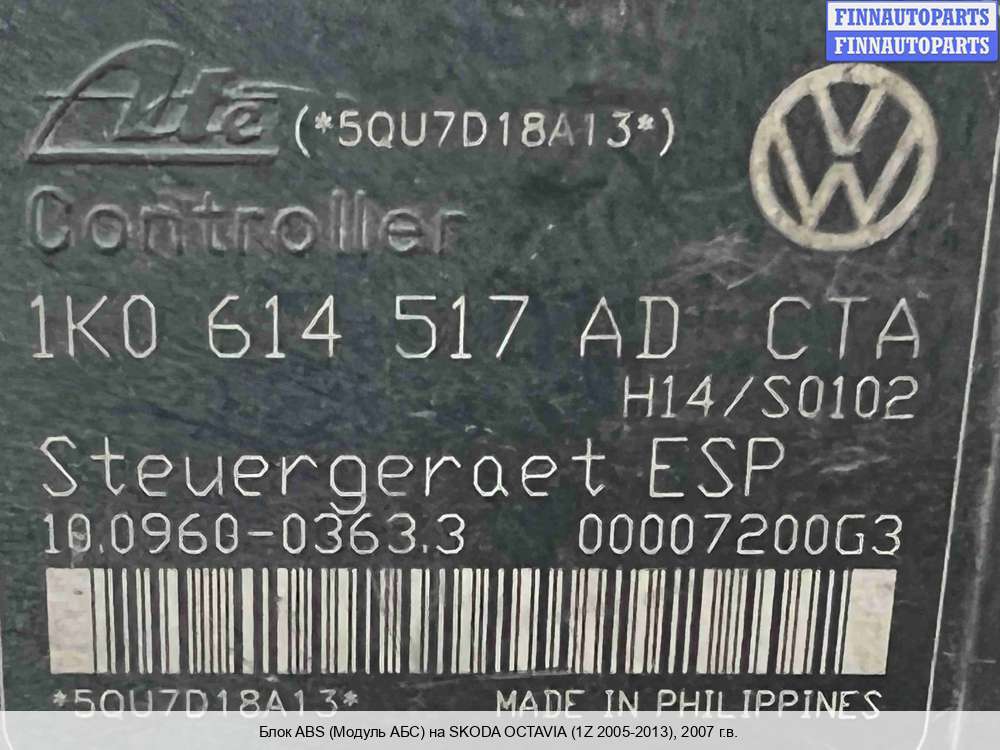 FINNAUTOPARTS
FINNAUTOPARTS
Ate (*5QU7D18A13*)
Controller
1K0 614 517 AD CTA
H14/S0102
Steuergeraet ESP
10.0960-0363.3 00007200G3
*5QU7D18A13* MADE IN PHILIPPINES
Блок ABS (Модуль АБС) на SKODA OCTAVIA (1Z 2005-2013), 2007 г.в.